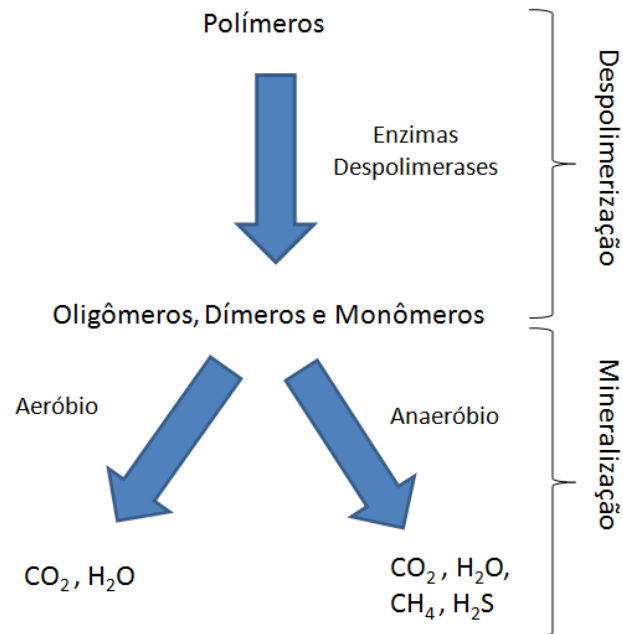 Polímeros
Enzimas
Despolimerases
Despolimerização
Oligômeros, Dímeros e Monômeros
Aeróbio
Anaeróbio
Mineralização
CO₂ , H₂O
CO₂ , H₂O,
CH₄ , H₂S